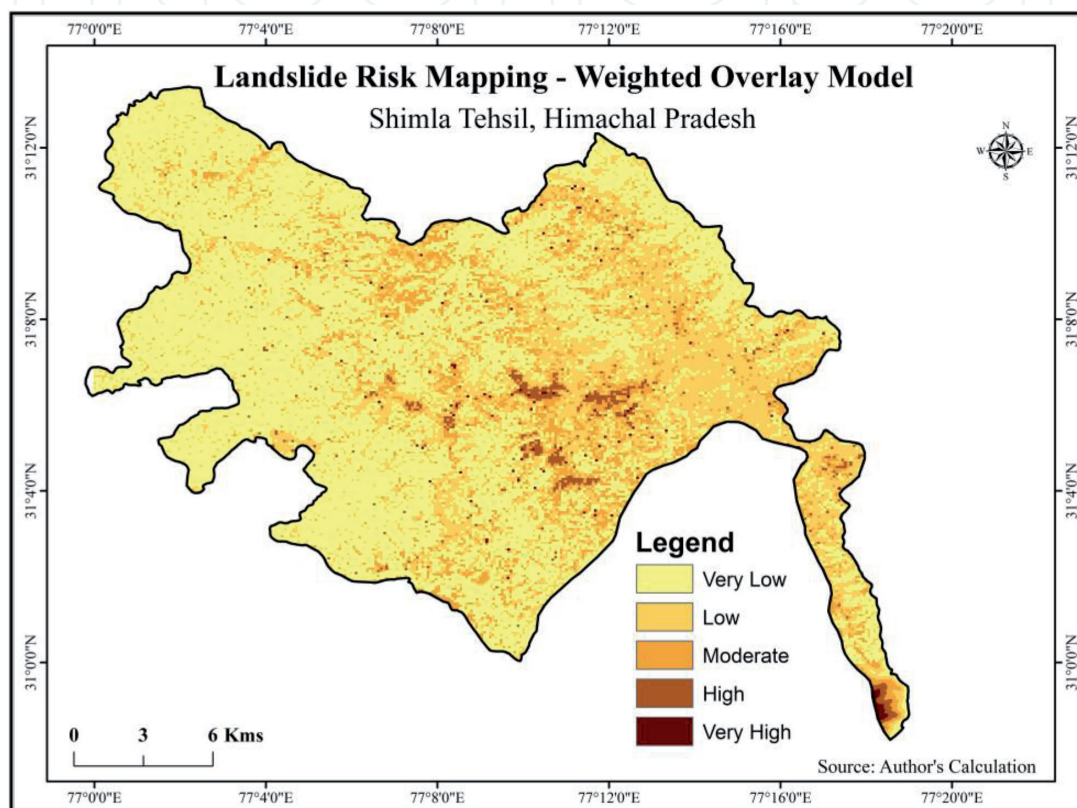 77°0'0"E 77°4'0"E 77°8'0"E 77°12'0"E 77°16'0"E 77°20'0"E
Landslide Risk Mapping - Weighted Overlay Model
Shimla Tehsil, Himachal Pradesh
N
W E
S
31°12'0"N 31°12'0"N
31°8'0"N 31°8'0"N
31°4'0"N 31°4'0"N
31°0'0"N 31°0'0"N
Legend
Very Low
Low
Moderate
High
Very High
0 3 6 Kms
Source: Author's Calculation
77°0'0"E 77°4'0"E 77°8'0"E 77°12'0"E 77°16'0"E 77°20'0"E